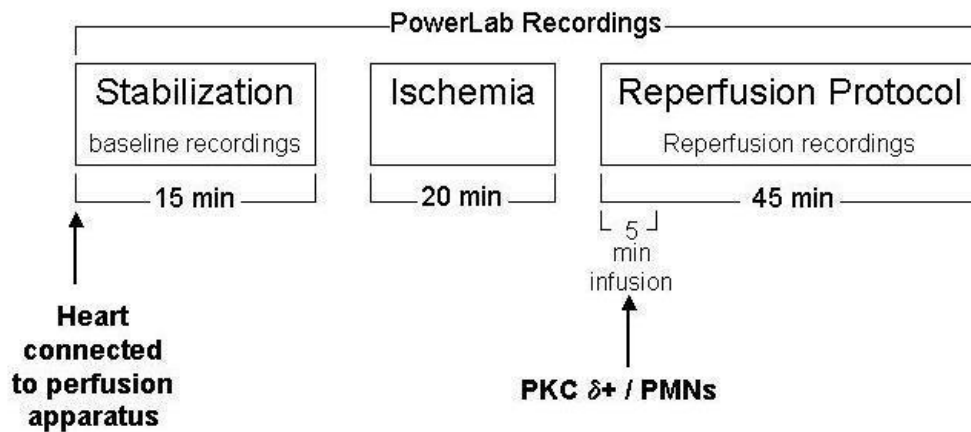 PowerLab Recordings
Stabilization
baseline recordings
Ischemia
Reperfusion Protocol
Reperfusion recordings
15 min
20 min
45 min
5
min
infusion
Heart
connected
to perfusion
apparatus
PKC δ+ / PMNs